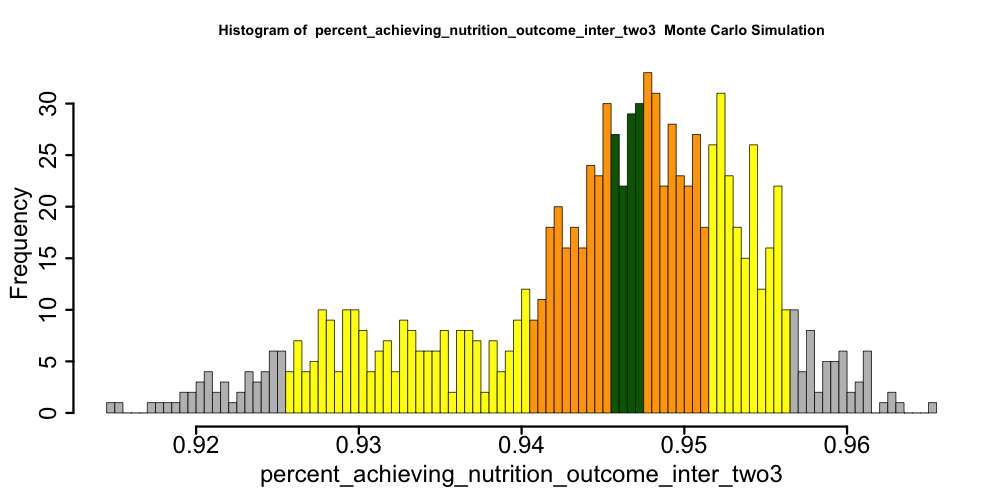 Histogram of  percent_achieving_nutrition_outcome_inter_two3  Monte Carlo Simulation
Frequency
30
25
20
15
10
5
0
0.92 0.93 0.94 0.95 0.96
percent_achieving_nutrition_outcome_inter_two3